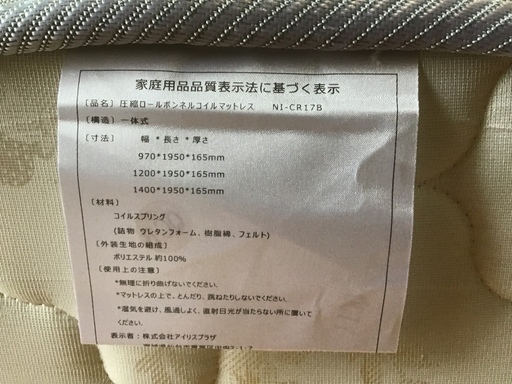 家庭用品品質表示法に基づく表示
〔品名〕圧縮ロールボンネルコイルマットレス NI-CR17B
〔構造〕一体式
〔寸法〕 幅 *長さ *厚さ
970*1950*165mm
1200*1950*165mm
1400*1950*165mm
〔材料〕
コイルスプリング
(詰物 ウレタンフォーム、樹脂綿、フェルト)
〔外装生地の組成〕
ポリエステル 約100%
〔使用上の注意〕
*無理に折り曲げないでください。
*マットレスの上で、とんだり、跳ねたりしないでください。
*湿気を避け、風通しよく、直射日光が当たらない所に置いて
ください。
表示者：株式会社アイリスプラザ